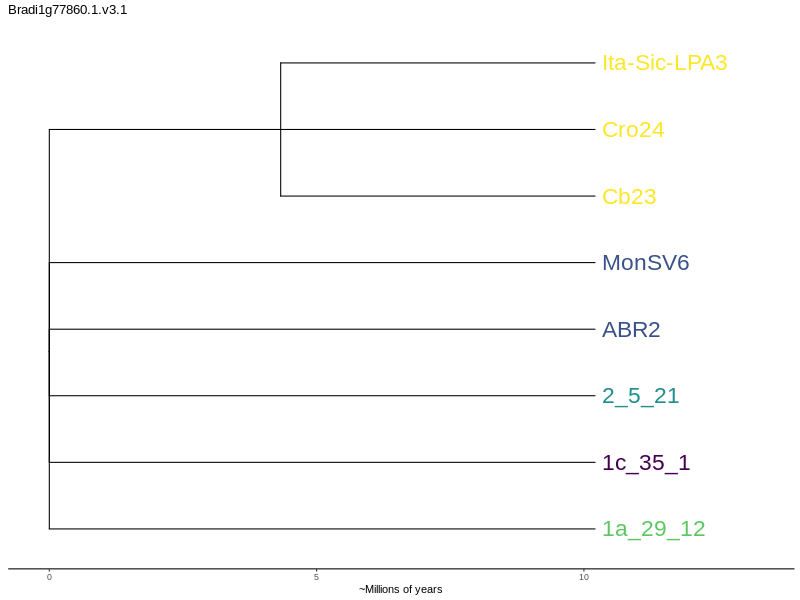 Bradi1g77860.1.v3.1
Ita-Sic-LPA3
Cro24
Cb23
MonSV6
ABR2
2_5_21
1c_35_1
1a_29_12
0 5 10
~Millions of years